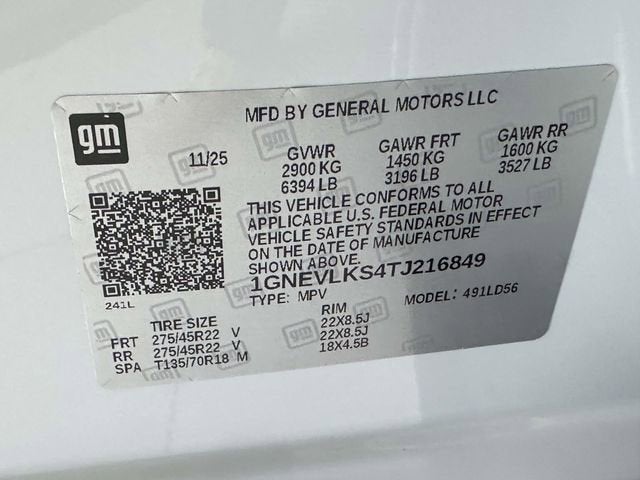 MFD BY GENERAL MOTORS LLC
gm
11/25
GVWR GAWR FRT GAWR RR
2900 KG 1450 KG 1600 KG
6394 LB 3196 LB 3527 LB
THIS VEHICLE CONFORMS TO ALL
APPLICABLE U.S. FEDERAL MOTOR
VEHICLE SAFETY STANDARDS IN EFFECT
ON THE DATE OF MANUFACTURE
SHOWN ABOVE.
1GNEVLKS4TJ216849
TYPE: MPV MODEL: 491LD56
241L
TIRE SIZE RIM
FRT 275/45R22 V 22X8.5J
RR 275/45R22 V 22X8.5J
SPA T135/70R18 M 18X4.5B